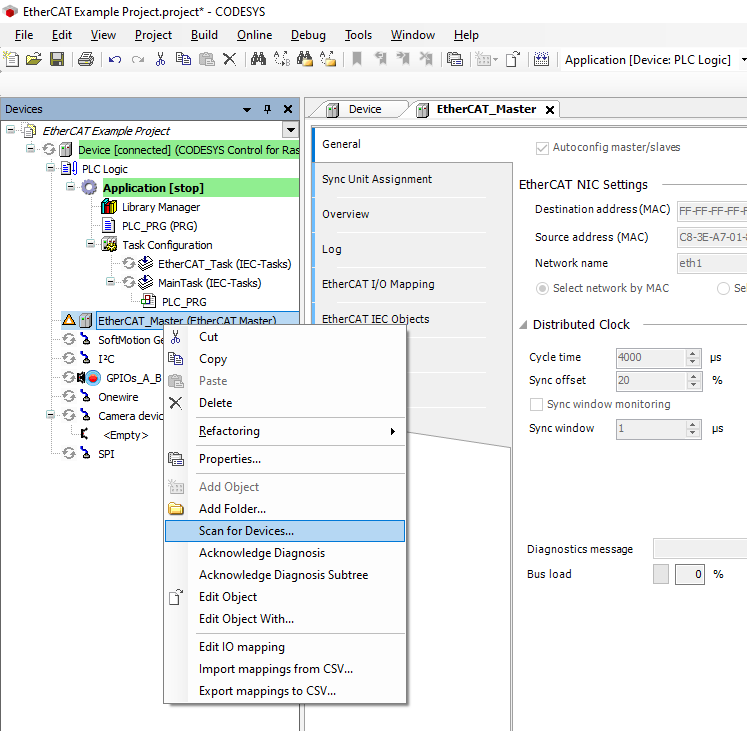 EtherCAT Example Project.project* - CODESYS
File Edit View Project Build Online Debug Tools Window Help
Application [Device: PLC Logic]
Devices
EtherCAT Example Project
Device [connected] (CODESYS Control for Ras
PLC Logic
Application [stop]
Library Manager
PLC_PRG (PRG)
Task Configuration
EtherCAT_Task (IEC-Tasks)
MainTask (IEC-Tasks)
PLC_PRG
EtherCAT_Master (EtherCAT Master)
SoftMotion Ge
I²C
GPIOs_A_B
Onewire
Camera devic
<Empty>
SPI
Cut
Copy
Paste
Delete
Refactoring
Properties...
Add Object
Add Folder...
Scan for Devices...
Acknowledge Diagnosis
Acknowledge Diagnosis Subtree
Edit Object
Edit Object With...
Edit IO mapping
Import mappings from CSV...
Export mappings to CSV...
Device
EtherCAT_Master
General
Sync Unit Assignment
Overview
Log
EtherCAT I/O Mapping
EtherCAT IEC Objects
Autoconfig master/slaves
EtherCAT NIC Settings
Destination address (MAC) FF-FF-FF-FF-F
Source address (MAC) C8-3E-A7-01-
Network name eth1
Select network by MAC Sel
Distributed Clock
Cycle time 4000 µs
Sync offset 20 %
Sync window monitoring
Sync window 1 µs
Diagnostics message
Bus load 0 %